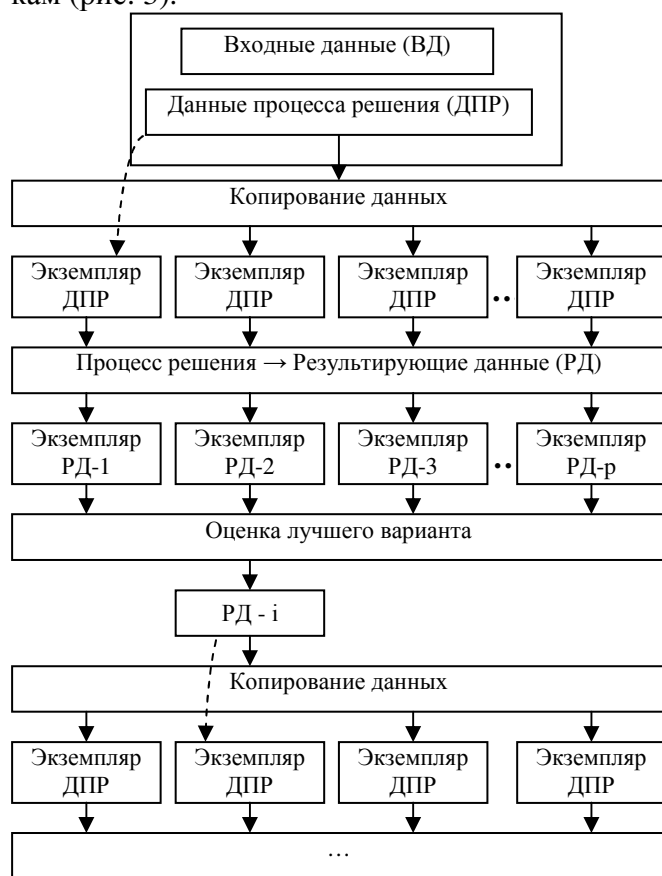 кам (рис. 3).
Входные данные (ВД)
Данные процесса решения (ДПР)
Копирование данных
Экземпляр ДПР
Экземпляр ДПР
Экземпляр ДПР
..
Экземпляр ДПР
Процесс решения → Результирующие данные (РД)
Экземпляр РД-1
Экземпляр РД-2
Экземпляр РД-3
..
Экземпляр РД-р
Оценка лучшего варианта
РД - i
Копирование данных
Экземпляр ДПР
Экземпляр ДПР
Экземпляр ДПР
Экземпляр ДПР
…